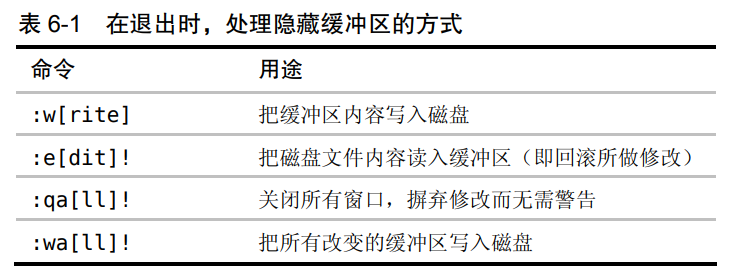 表 6-1 在退出时，处理隐藏缓冲区的方式
命令 用途
:w[rite] 把缓冲区内容写入磁盘
:e[dit]! 把磁盘文件内容读入缓冲区（即回滚所做修改）
:qa[ll]! 关闭所有窗口，摒弃修改而无需警告
:wa[ll]! 把所有改变的缓冲区写入磁盘